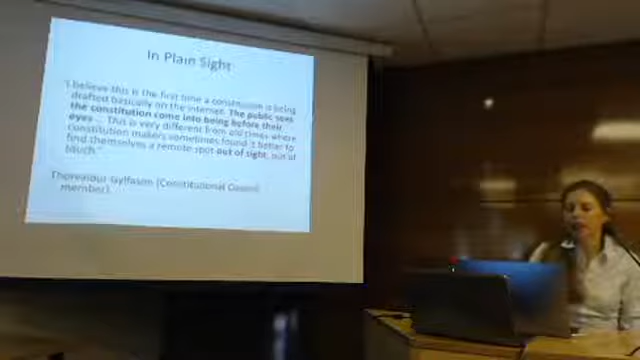 In Plain Sight
"I believe this is the first time a constitution is being
drafted basically on the internet. The public sees
the constitution come into being before their
eyes ... This is very different from old times where
constitution makers sometimes found it better to
find themselves a remote spot out of sight, out of
touch."
Thorvaldur Gylfason (Constitutional Council
member)